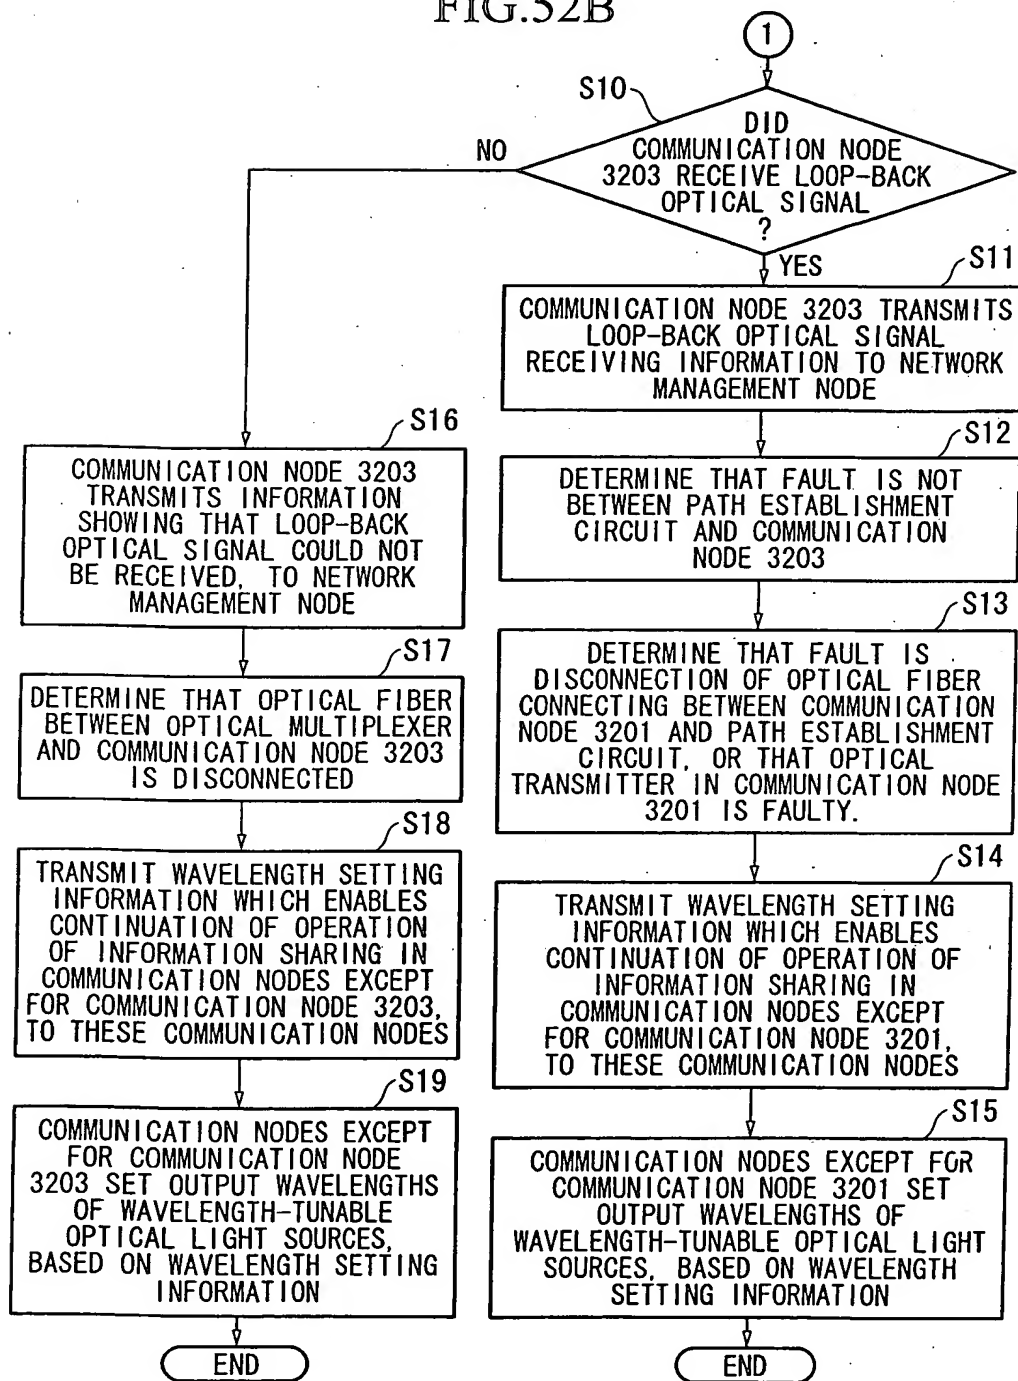 FIG.52B
1
S10
DID
COMMUNICATION NODE
3203 RECEIVE LOOP-BACK
OPTICAL SIGNAL
?
NO
YES
S11
COMMUNICATION NODE 3203 TRANSMITS
LOOP-BACK OPTICAL SIGNAL
RECEIVING INFORMATION TO NETWORK
MANAGEMENT NODE
S12
DETERMINE THAT FAULT IS NOT
BETWEEN PATH ESTABLISHMENT
CIRCUIT AND COMMUNICATION
NODE 3203
S13
DETERMINE THAT FAULT IS
DISCONNECTION OF OPTICAL FIBER
CONNECTING BETWEEN COMMUNICATION
NODE 3201 AND PATH ESTABLISHMENT
CIRCUIT, OR THAT OPTICAL
TRANSMITTER IN COMMUNICATION NODE
3201 IS FAULTY.
S14
TRANSMIT WAVELENGTH SETTING
INFORMATION WHICH ENABLES
CONTINUATION OF OPERATION OF
INFORMATION SHARING IN
COMMUNICATION NODES EXCEPT
FOR COMMUNICATION NODE 3201,
TO THESE COMMUNICATION NODES
S15
COMMUNICATION NODES EXCEPT FOR
COMMUNICATION NODE 3201 SET
OUTPUT WAVELENGTHS OF
WAVELENGTH-TUNABLE OPTICAL LIGHT
SOURCES, BASED ON WAVELENGTH
SETTING INFORMATION
END
S16
COMMUNICATION NODE 3203
TRANSMITS INFORMATION
SHOWING THAT LOOP-BACK
OPTICAL SIGNAL COULD NOT
BE RECEIVED, TO NETWORK
MANAGEMENT NODE
S17
DETERMINE THAT OPTICAL FIBER
BETWEEN OPTICAL MULTIPLEXER
AND COMMUNICATION NODE 3203
IS DISCONNECTED
S18
TRANSMIT WAVELENGTH SETTING
INFORMATION WHICH ENABLES
CONTINUATION OF OPERATION
OF INFORMATION SHARING IN
COMMUNICATION NODES EXCEPT
FOR COMMUNICATION NODE 3203,
TO THESE COMMUNICATION NODES
S19
COMMUNICATION NODES EXCEPT
FOR COMMUNICATION NODE
3203 SET OUTPUT WAVELENGTHS
OF WAVELENGTH-TUNABLE
OPTICAL LIGHT SOURCES,
BASED ON WAVELENGTH SETTING
INFORMATION
END